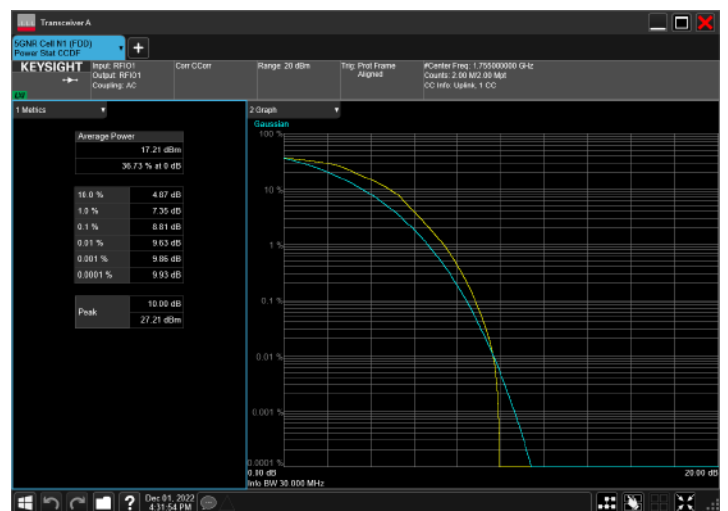 Transceiver A
5GNR Cell N1 (FDD)
Power Stat CCDF
KEYSIGHT
Input: RFIO1
Output: RFIO1
Coupling: AC
Corr CCorr
Range: 20 dBm
Trig: Prot Frame
Aligned
#Center Freq: 1.755000000 GHz
Counts: 2.00 M/2.00 Mpt
CC Info: Uplink, 1 CC
1 Metrics
Average Power
17.21 dBm
36.73 % at 0 dB
10.0 % 4.87 dB
1.0 % 7.35 dB
0.1 % 8.81 dB
0.01 % 9.63 dB
0.001 % 9.86 dB
0.0001 % 9.93 dB
Peak
10.00 dB
27.21 dBm
2 Graph
Gaussian
100 %
10 %
1 %
0.1 %
0.01 %
0.001 %
0.0001 %
0.00 dB
20.00 dB
Info BW 30.000 MHz
?
Dec 01, 2022
4:31:54 PM